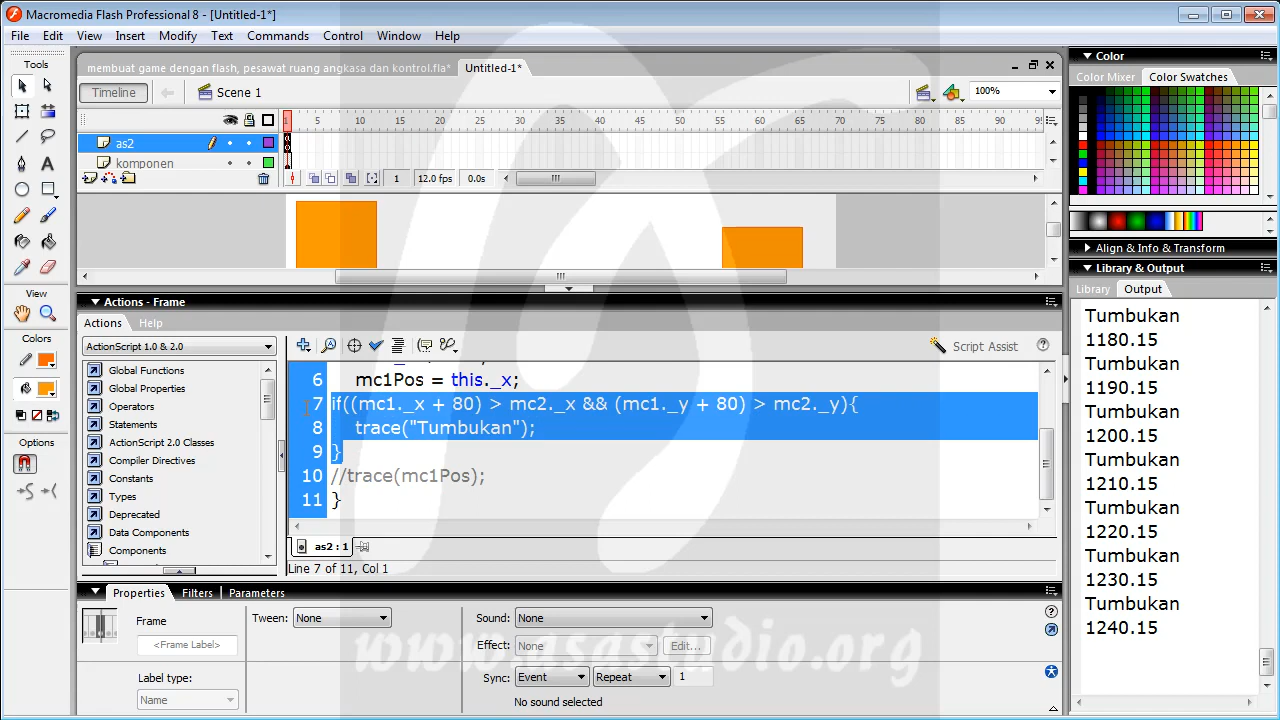 Macromedia Flash Professional 8 - [Untitled-1*]
File Edit View Insert Modify Text Commands Control Window Help
Tools
View
Colors
Options
membuat game dengan flash, pesawat ruang angkasa dan kontrol.fla* Untitled-1*
Timeline Scene 1 100%
1 5 10 15 20 25 30 35 40 45 50 55 60 65 70 75 80 85 90 95
as2
komponen
1 12.0 fps 0.0s
Actions - Frame
Actions Help
ActionScript 1.0 & 2.0
Global Functions
Global Properties
Operators
Statements
ActionScript 2.0 Classes
Compiler Directives
Constants
Types
Deprecated
Data Components
Components
Script Assist
6 mc1Pos = this._x;
7 if((mc1._x + 80) > mc2._x && (mc1._y + 80) > mc2._y){
8 trace("Tumbukan");
9 }
10 //trace(mc1Pos);
11 }
as2 : 1
Line 7 of 11, Col 1
Properties Filters Parameters
Frame
<Frame Label>
Label type:
Name
Tween: None
Sound: None
Effect: None Edit...
Sync: Event Repeat 1
No sound selected
www.asastudio.org
Color
Color Mixer Color Swatches
Align & Info & Transform
Library & Output
Library Output
Tumbukan
1180.15
Tumbukan
1190.15
Tumbukan
1200.15
Tumbukan
1210.15
Tumbukan
1220.15
Tumbukan
1230.15
Tumbukan
1240.15